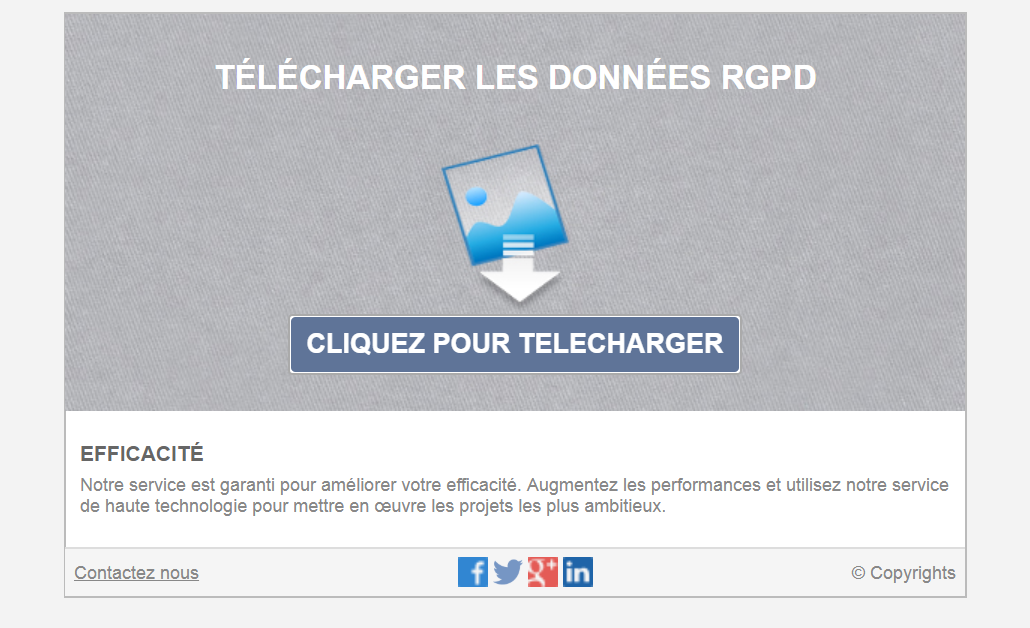 TÉLÉCHARGER LES DONNÉES RGPD
CLIQUEZ POUR TELECHARGER
EFFICACITÉ
Notre service est garanti pour améliorer votre efficacité. Augmentez les performances et utilisez notre service
de haute technologie pour mettre en œuvre les projets les plus ambitieux.
Contactez nous
f
g+
in
© Copyrights